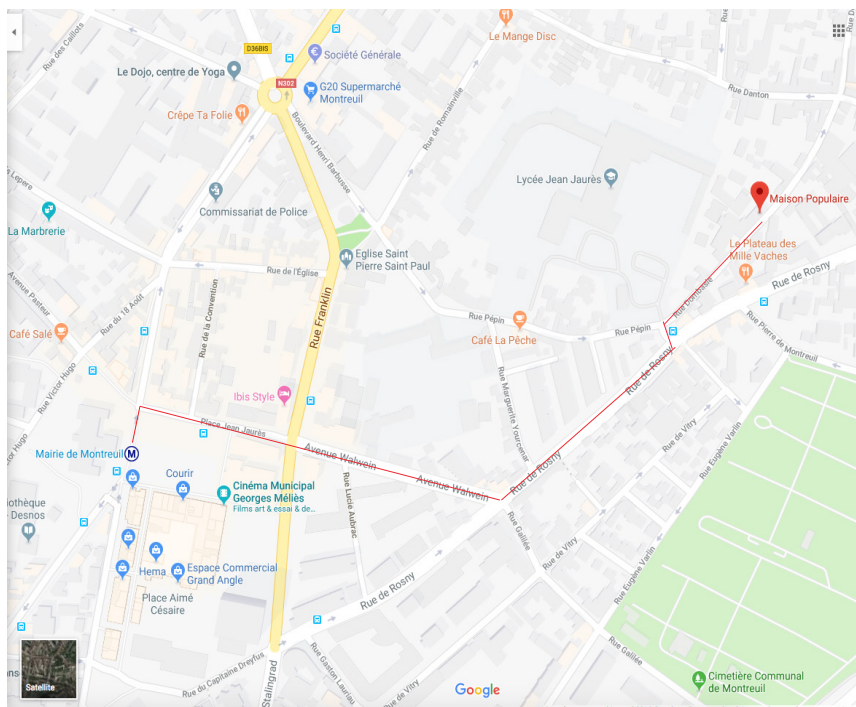 Le Mange Disc
Rue des Caillots
D36BIS
Société Générale
Le Dojo, centre de Yoga
N302
G20 Supermarché
Montreuil
Rue Danton
Crêpe Ta Folie
Boulevard Henri Barbusse
Rue de Romainville
Lycée Jean Jaurès
Maison Populaire
Commissariat de Police
La Marbrerie
Eglise Saint
Pierre Saint Paul
Le Plateau des
Mille Vaches
Rue de l'Église
Rue de Rosny
Avenue Pasteur
Rue du 18 Août
Rue de la Convention
Rue Franklin
Rue Dombasle
Rue Pépin
Rue Pépin
Café La Pêche
Café Salé
Rue Pierre de Montreuil
Rue Victor Hugo
Rue Marguerite Yourcenar
Rue de Rosny
Ibis Style
Place Jean Jaurès
Avenue Walwein
Avenue Walwein
Rue de Vitry
Rue Eugène Varlin
Mairie de Montreuil
M
Courir
Cinéma Municipal
Georges Méliès
Films art & essai & de...
Rue Lucie Aubrac
Rue de Rosny
Rue Galilée
Rue de Vitry
Rue Eugène Varlin
Hema
Espace Commercial
Grand Angle
Place Aimé
Césaire
Rue de Rosny
Rue Galilée
Rue du Capitaine Dreyfus
Stalingrad
Rue Gaston Lauriau
Rue de Vitry
Cimetière Communal
de Montreuil
Satellite
Google